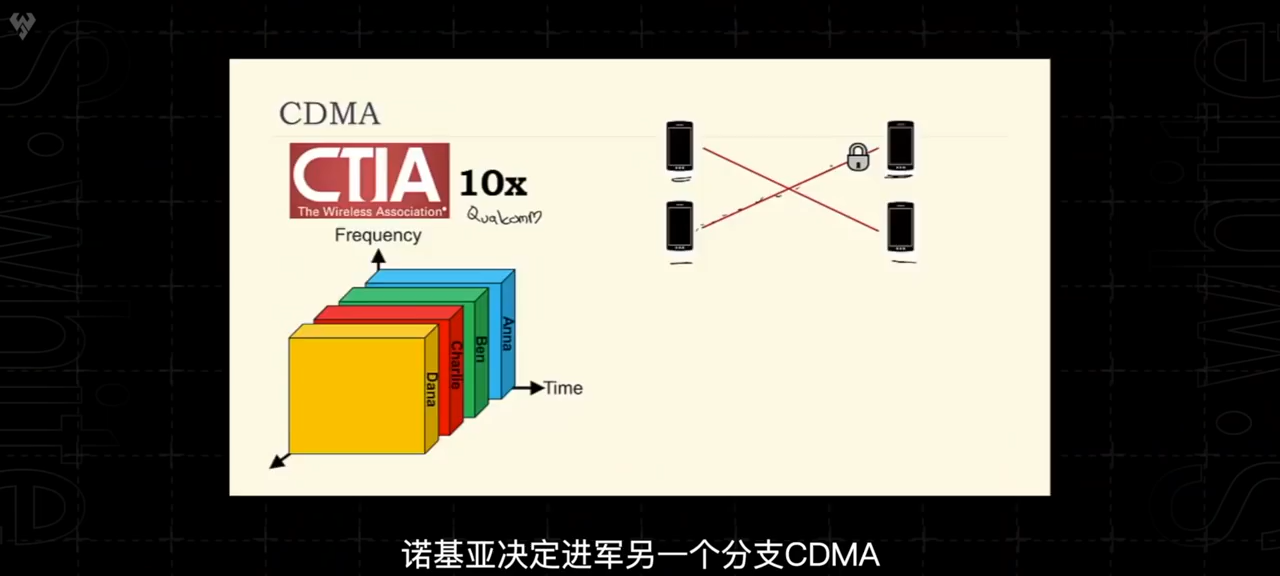 CDMA
CTIA
The Wireless Association®
10x
Qualcomm
Frequency
Anna
Ben
Charlie
Dana
Time
诺基亚决定进军另一个分支CDMA